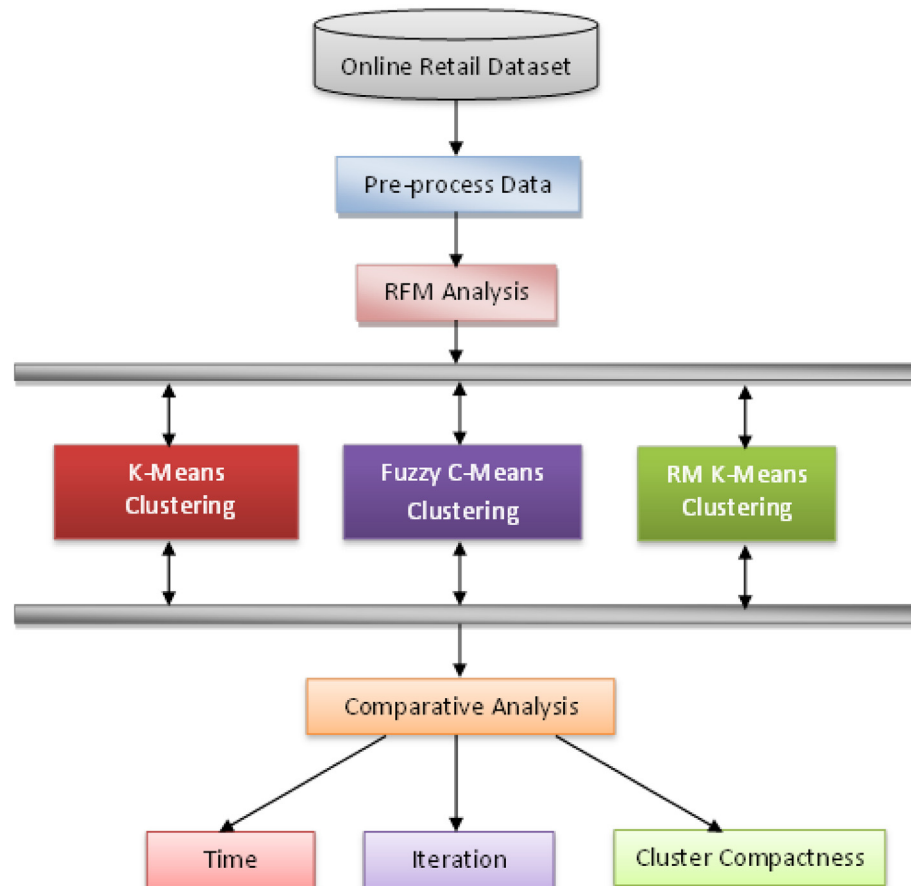 Online Retail Dataset
Pre-process Data
RFM Analysis
K-Means
Clustering
Fuzzy C-Means
Clustering
RM K-Means
Clustering
Comparative Analysis
Time
Iteration
Cluster Compactness